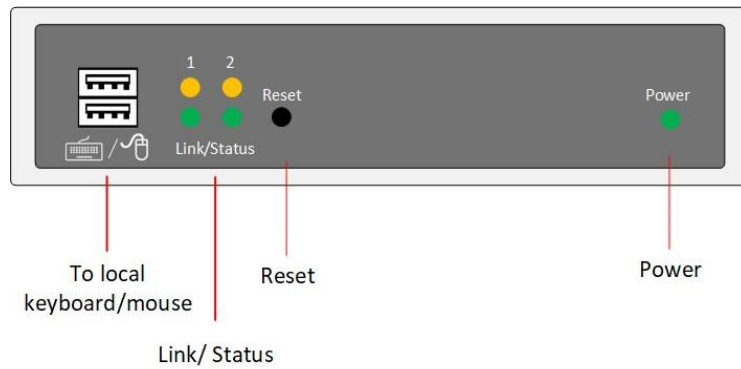 1 2
Reset
Power
/
Link/Status
To local
keyboard/mouse
Reset
Power
Link/ Status